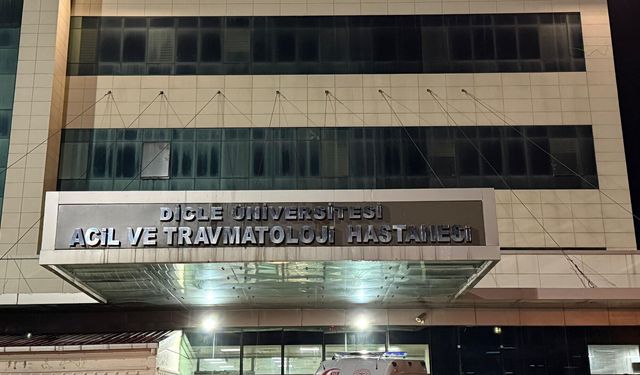 DİCLE ÜNİVERSİTESİ
ACİL VE TRAVMATOLOJİ HASTANESİ